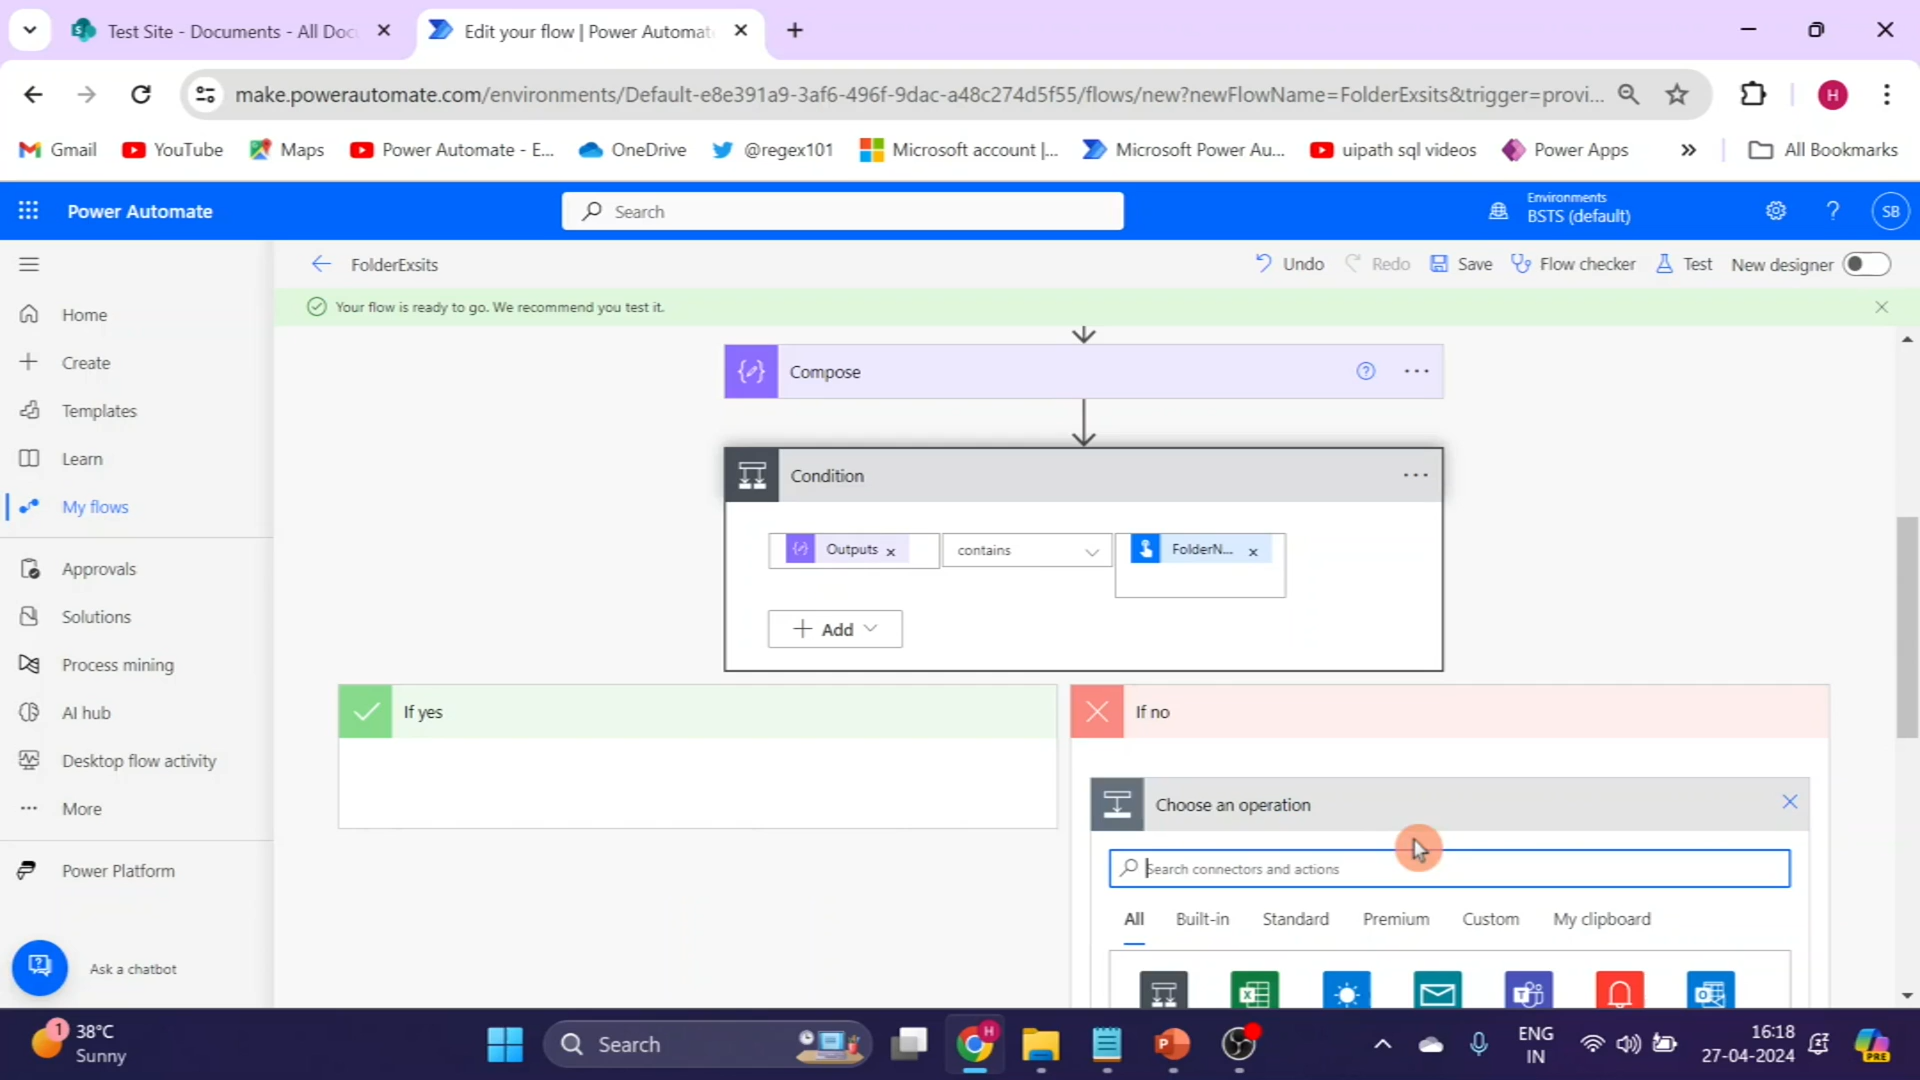 Test Site - Documents - All Doc
Edit your flow | Power Automat
make.powerautomate.com/environments/Default-e8e391a9-3af6-496f-9dac-a48c274d5f55/flows/new?newFlowName=FolderExsits&trigger=provi...
H
Gmail
YouTube
Maps
Power Automate - E...
OneDrive
@regex101
Microsoft account |...
Microsoft Power Au...
uipath sql videos
Power Apps
All Bookmarks
Power Automate
Search
Environments
BSTS (default)
SB
FolderExsits
Undo
Redo
Save
Flow checker
Test
New designer
Your flow is ready to go. We recommend you test it.
Home
Create
Templates
Learn
My flows
Approvals
Solutions
Process mining
AI hub
Desktop flow activity
More
Power Platform
Ask a chatbot
Compose
Condition
Outputs
contains
FolderN...
Add
If yes
If no
Choose an operation
Search connectors and actions
All
Built-in
Standard
Premium
Custom
My clipboard
1
38°C
Sunny
Search
H
ENG
IN
16:18
27-04-2024
PRE